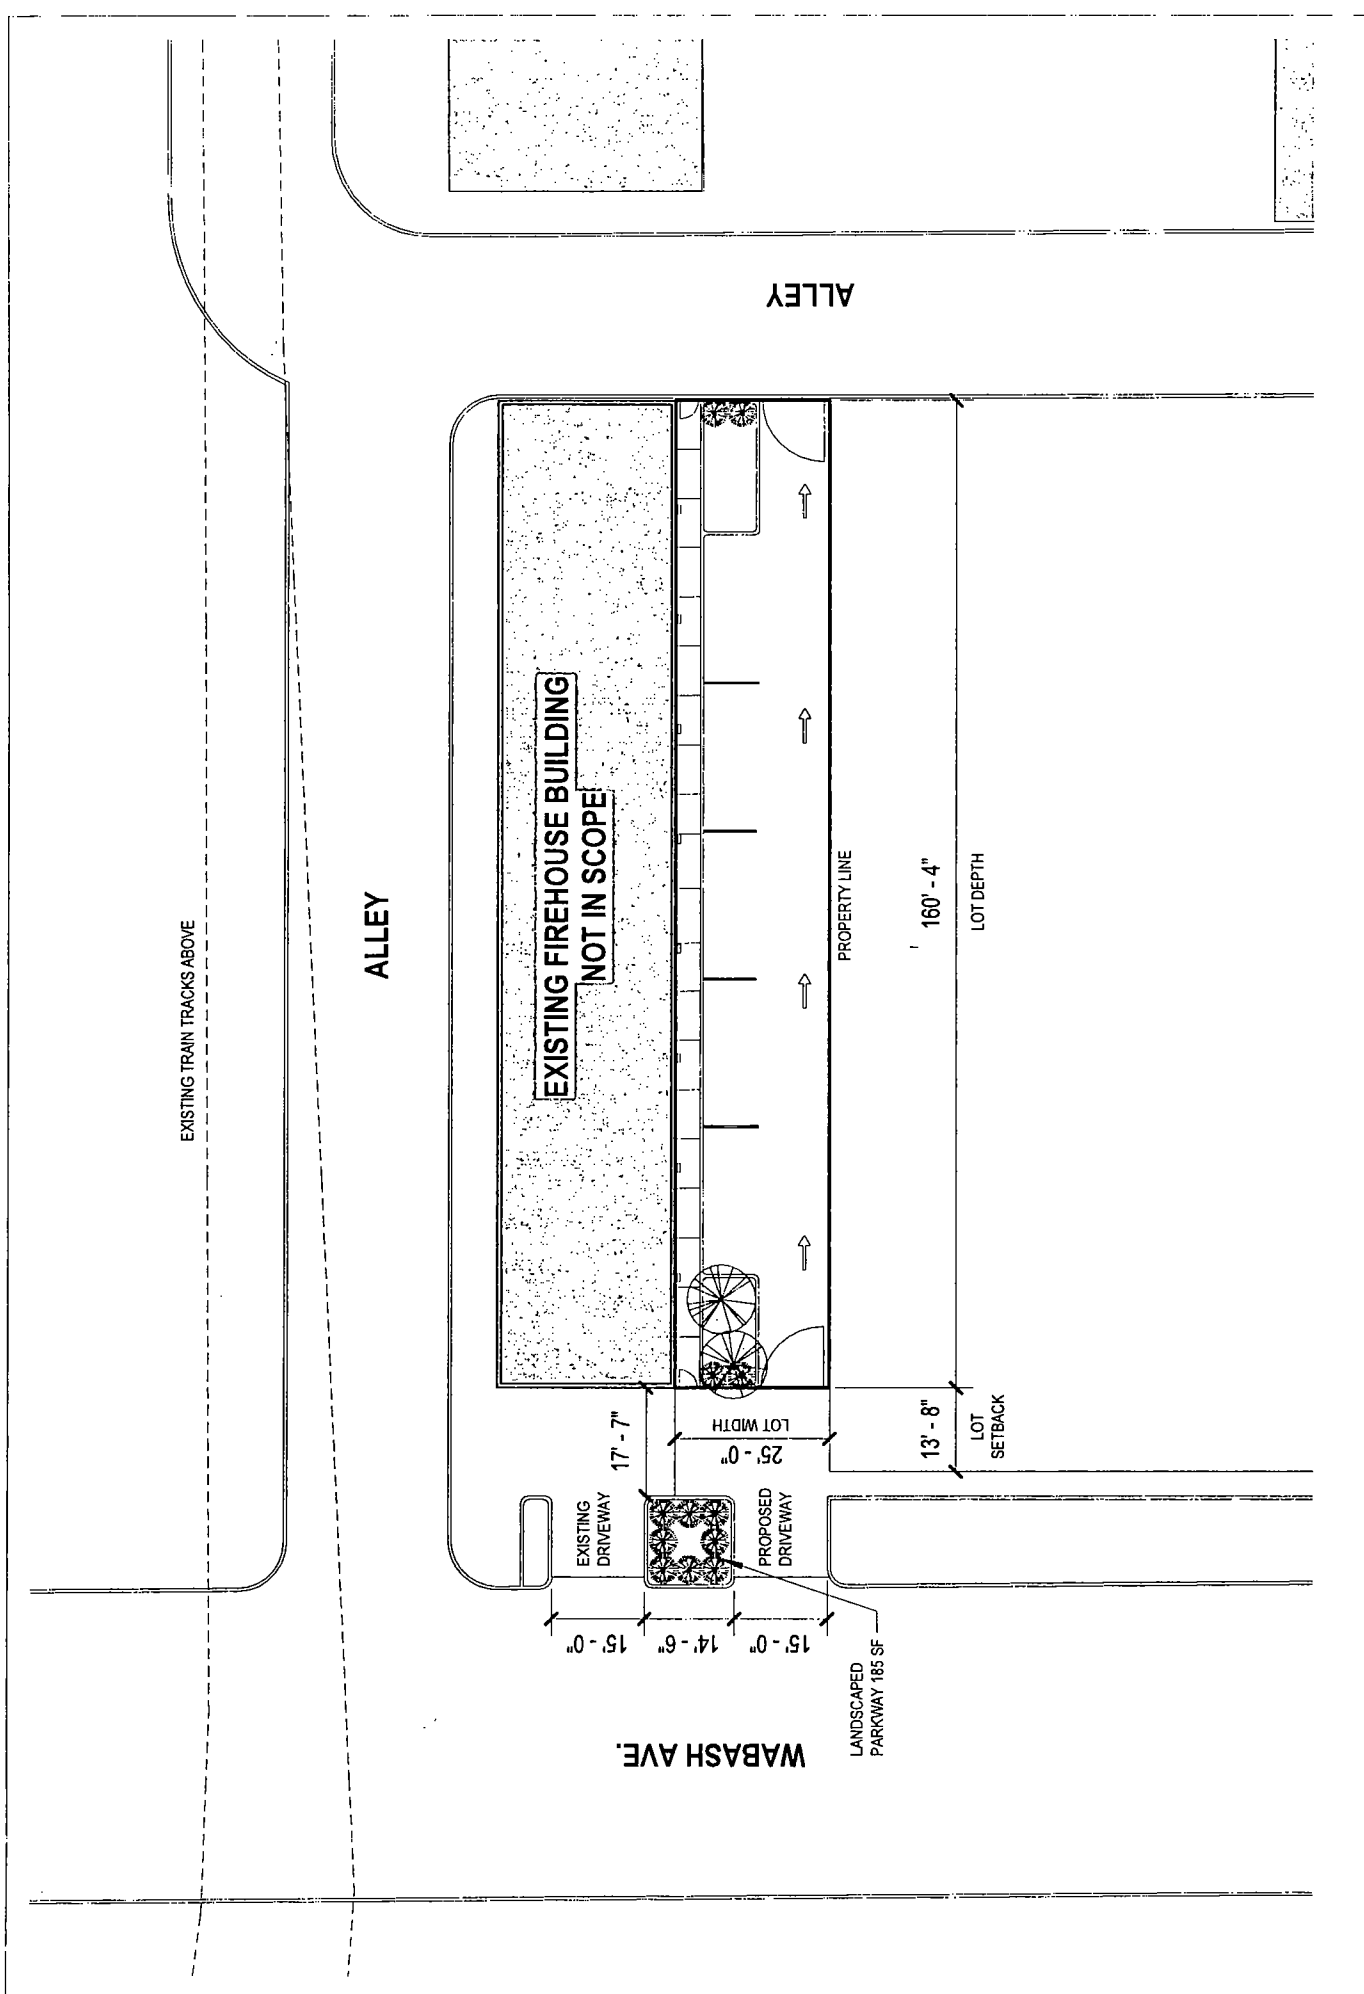 EXISTING TRAIN TRACKS ABOVE
ALLEY
ALLEY
EXISTING FIREHOUSE BUILDING
NOT IN SCOPE
PROPERTY LINE
160' - 4"
LOT DEPTH
13' - 8"
LOT
SETBACK
17' - 7"
25' - 0"
LOT WIDTH
EXISTING
DRIVEWAY
PROPOSED
DRIVEWAY
15' - 0"
14' - 6"
15' - 0"
LANDSCAPED
PARKWAY 185 SF
WABASH AVE.